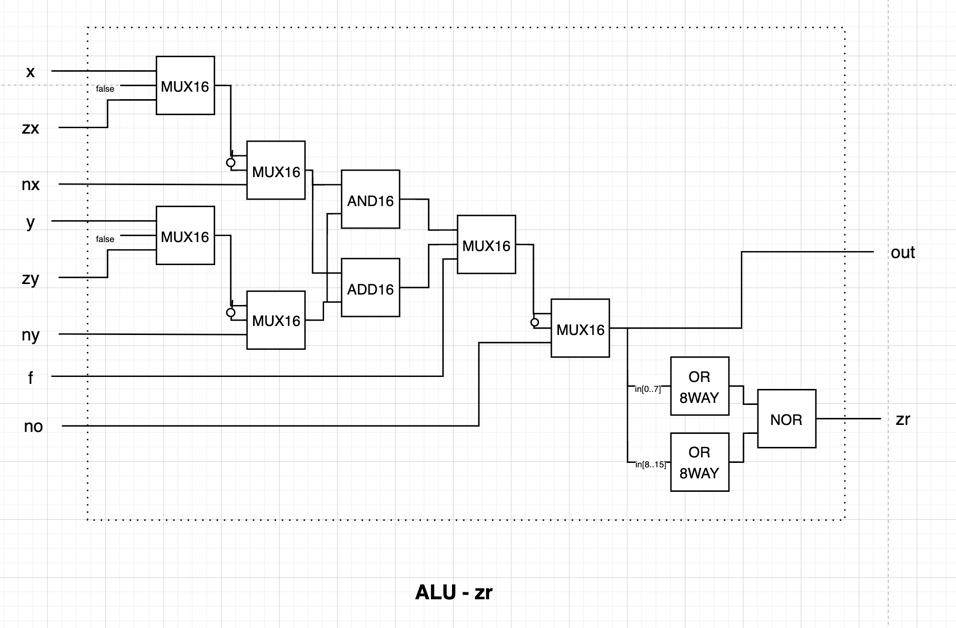 x
false
MUX16
zx
MUX16
nx
AND16
y
false
MUX16
MUX16
out
zy
ADD16
ny
MUX16
MUX16
f
in[0..7]
OR
8WAY
no
NOR
zr
in[8..15]
OR
8WAY
ALU - zr